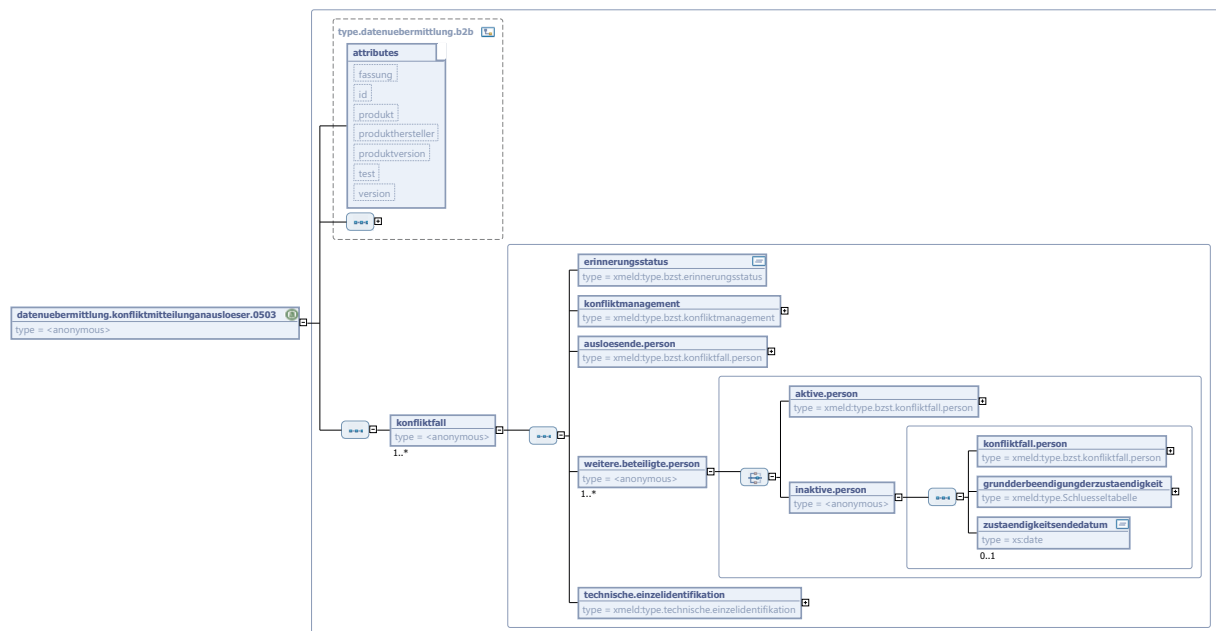 type.datenuebermittlung.b2b
attributes
fassung
id
produkt
produkthersteller
produktversion
test
version
datenuebermittlung.konfliktmitteilunganausloeser.0503
type = <anonymous>
konfliktfall
type = <anonymous>
1..*
erinnerungsstatus
type = xmeld:type.bzst.erinnerungsstatus
konfliktmanagement
type = xmeld:type.bzst.konfliktmanagement
ausloesende.person
type = xmeld:type.bzst.konfliktfall.person
weitere.beteiligte.person
type = <anonymous>
1..*
aktive.person
type = xmeld:type.bzst.konfliktfall.person
inaktive.person
type = <anonymous>
konfliktfall.person
type = xmeld:type.bzst.konfliktfall.person
grundderbeendigungderzustaendigkeit
type = xmeld:type.Schluesseltabelle
zustaendigkeitsendedatum
type = xs:date
0..1
technische.einzelidentifikation
type = xmeld:type.technische.einzelidentifikation